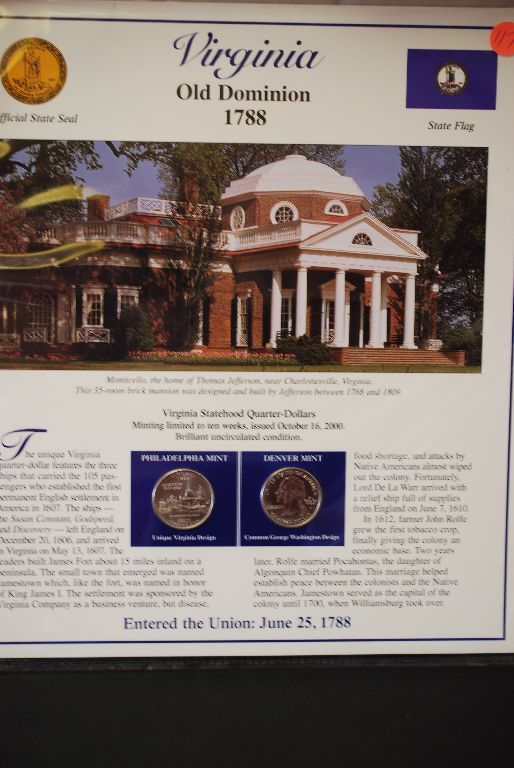 Virginia
Old Dominion
1788
Official State Seal
State Flag
Monticello, the home of Thomas Jefferson, near Charlottesville, Virginia.
This 35-room brick mansion was designed and built by Jefferson between 1768 and 1809.
Virginia Statehood Quarter-Dollars
Minting limited to ten weeks, issued October 16, 2000.
Brilliant uncirculated condition.
The unique Virginia
quarter-dollar features the three
ships that carried the 105 pas-
sengers who established the first
permanent English settlement in
America in 1607. The ships —
the Susan Constant, Godspeed,
and Discovery — left England on
December 20, 1606, and arrived
in Virginia on May 13, 1607. The
leaders built James Fort about 15 miles inland on a
peninsula. The small town that emerged was named
Jamestown which, like the fort, was named in honor
of King James I. The settlement was sponsored by the
Virginia Company as a business venture, but disease,
PHILADELPHIA MINT
Unique Virginia Design
DENVER MINT
Common George Washington Design
food shortage, and attacks by
Native Americans almost wiped
out the colony. Fortunately,
Lord De La Warr arrived with
a relief ship full of supplies
from England on June 7, 1610.
In 1612, farmer John Rolfe
grew the first tobacco crop,
finally giving the colony an
economic base. Two years
later, Rolfe married Pocahontas, the daughter of
Algonquin Chief Powhatan. This marriage helped
establish peace between the colonists and the Native
Americans. Jamestown served as the capital of the
colony until 1700, when Williamsburg took over.
Entered the Union: June 25, 1788